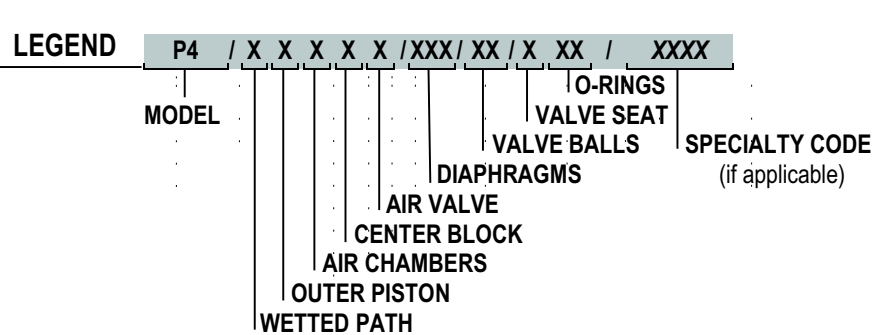 LEGEND P4 / X X X X X / XXX / XX / X XX / XXXX
O-RINGS
MODEL VALVE SEAT
VALVE BALLS SPECIALTY CODE
DIAPHRAGMS (if applicable)
AIR VALVE
CENTER BLOCK
AIR CHAMBERS
OUTER PISTON
WETTED PATH